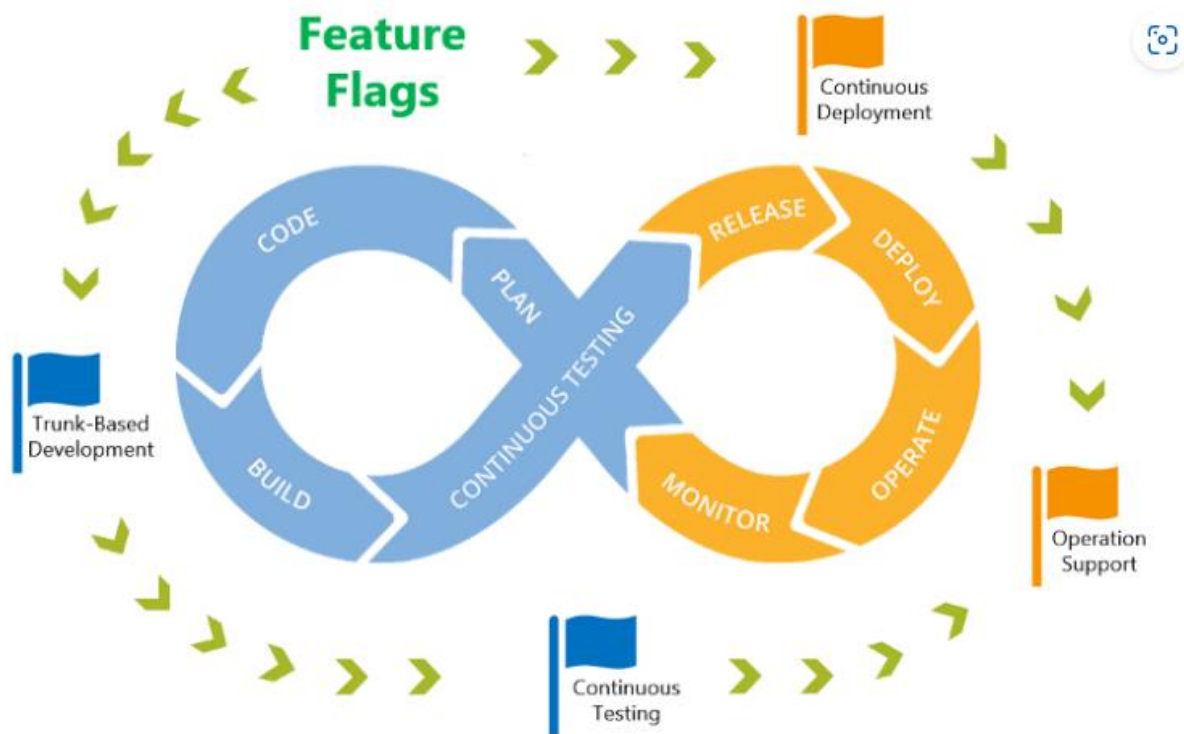 Feature
Flags
Continuous
Deployment
CODE
PLAN
RELEASE
DEPLOY
Trunk-Based
Development
BUILD
CONTINUOUS TESTING
MONITOR
OPERATE
Operation
Support
Continuous
Testing